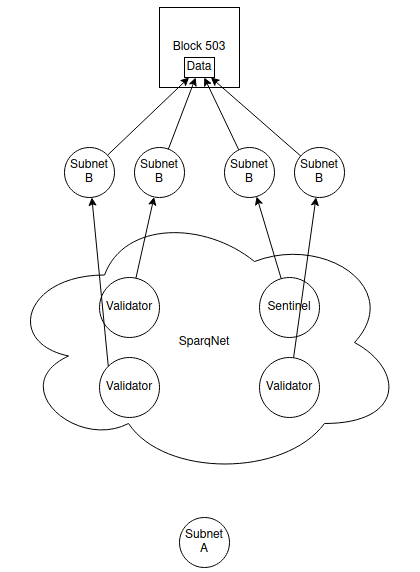 Block 503
Data
Subnet
B
Subnet
B
Subnet
B
Subnet
B
Validator
Sentinel
SparqNet
Validator
Validator
Subnet
A